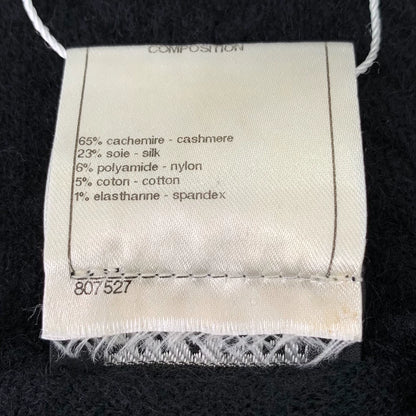 COMPOSITION
65% cachemire - cashmere
23% soie - silk
6% polyamide - nylon
5% coton - cotton
1% elasthanne - spandex
807527